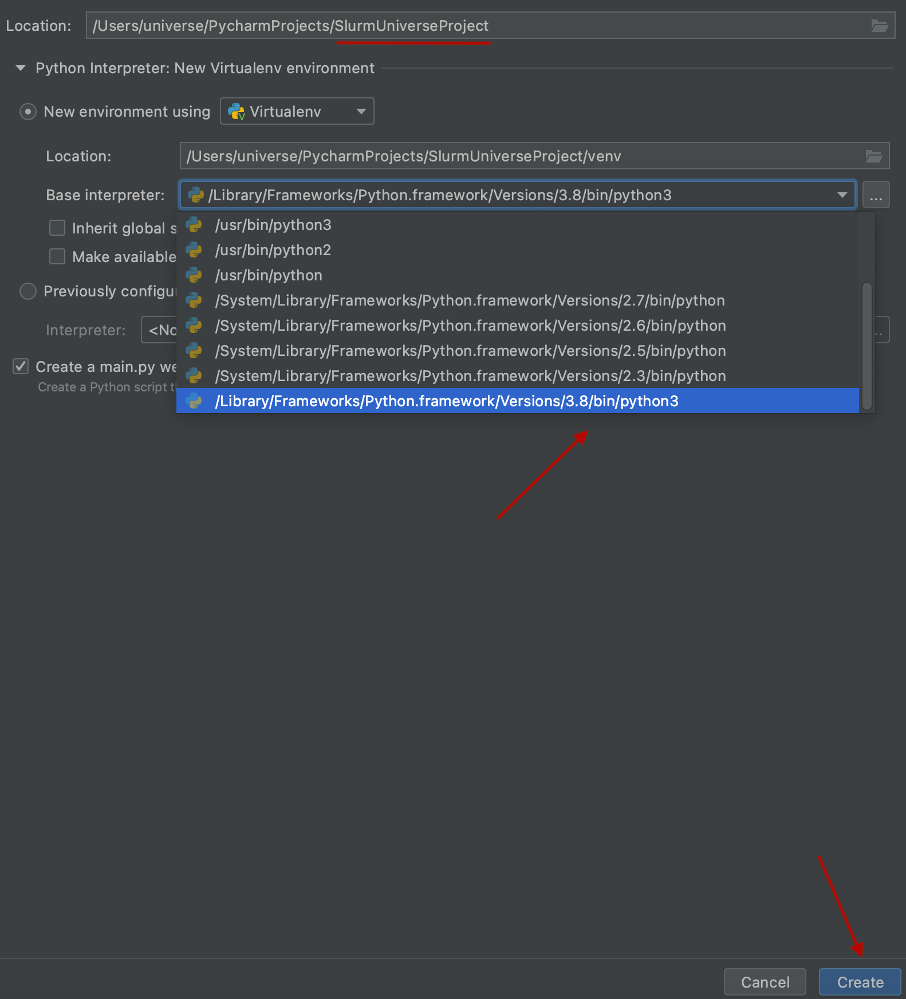 Location: /Users/universe/PycharmProjects/SlurmUniverseProject
Python Interpreter: New Virtualenv environment
New environment using Virtualenv
Location: /Users/universe/PycharmProjects/SlurmUniverseProject/venv
Base interpreter: /Library/Frameworks/Python.framework/Versions/3.8/bin/python3 ...
/usr/bin/python3
Inherit global s
/usr/bin/python2
Make available
/usr/bin/python
Previously configur
/System/Library/Frameworks/Python.framework/Versions/2.7/bin/python
/System/Library/Frameworks/Python.framework/Versions/2.6/bin/python
Interpreter: <No ..
/System/Library/Frameworks/Python.framework/Versions/2.5/bin/python
Create a main.py we
/System/Library/Frameworks/Python.framework/Versions/2.3/bin/python
Create a Python script t
/Library/Frameworks/Python.framework/Versions/3.8/bin/python3
Cancel Create